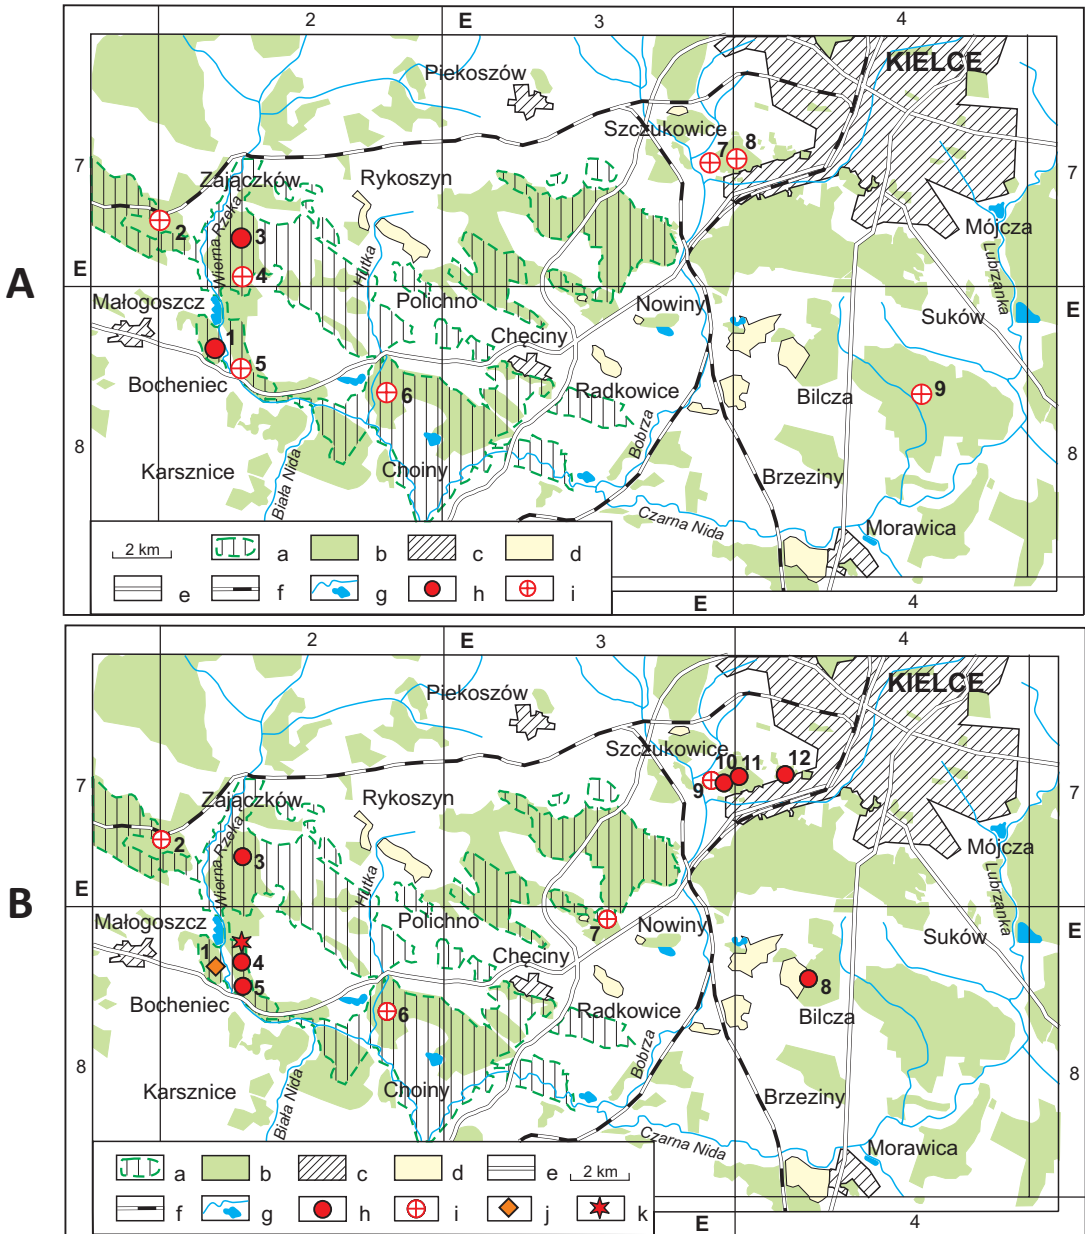 A
2 E 3 4
KIELCE
Piekoszów
Szczukowice
7 8
7 7
Zajączków Rykoszyn
Wierna Rzeka
2 3
Hutka
Mójcza
Lubrzanka
4
E E
Małogoszcz Polichno Nowiny Suków
1 Chęciny
5
Bocheniec 6 Radkowice Bilcza 9
8 8
Karsznice Choiny Bobrza Brzeziny
Biała Nida
Czarna Nida Morawica
2 km a b c d
e f g h i
E 4
B
2 E 3 4
KIELCE
Piekoszów
Szczukowice
10 11 12
9
7 7
Zajączków Rykoszyn
Wierna Rzeka
2 3
Hutka
Mójcza
Lubrzanka
E E
Małogoszcz Polichno 7 Nowiny Suków
1 Chęciny
4
5 8
Bocheniec 6 Radkowice Bilcza
8 8
Karsznice Choiny Bobrza Brzeziny
Biała Nida
Czarna Nida Morawica
a b c d e 2 km
f g h i j k
E 4